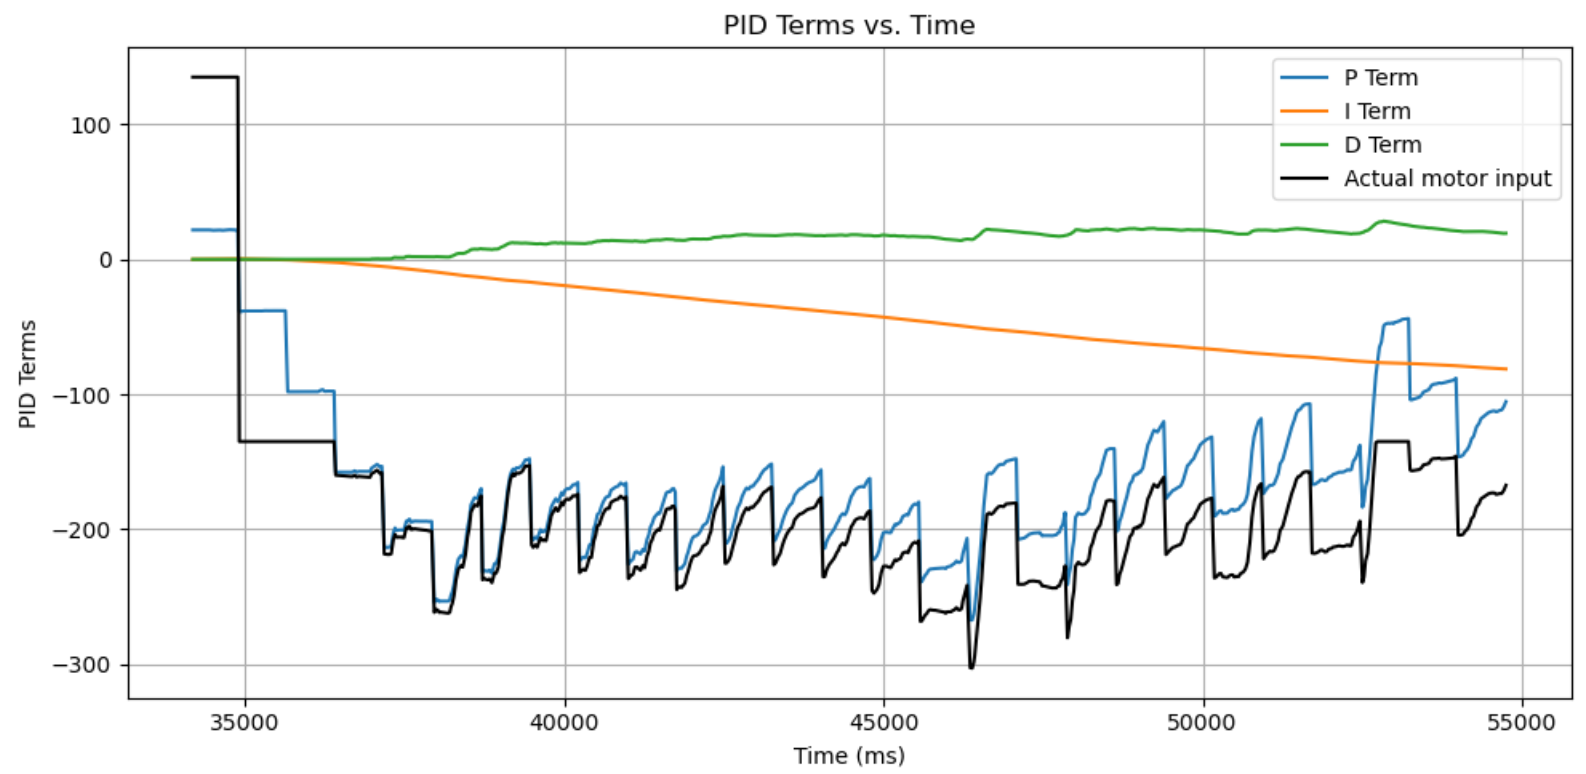 PID Terms vs. Time
P Term
I Term
D Term
Actual motor input
100
0
−100
−200
−300
PID Terms
35000
40000
45000
50000
55000
Time (ms)